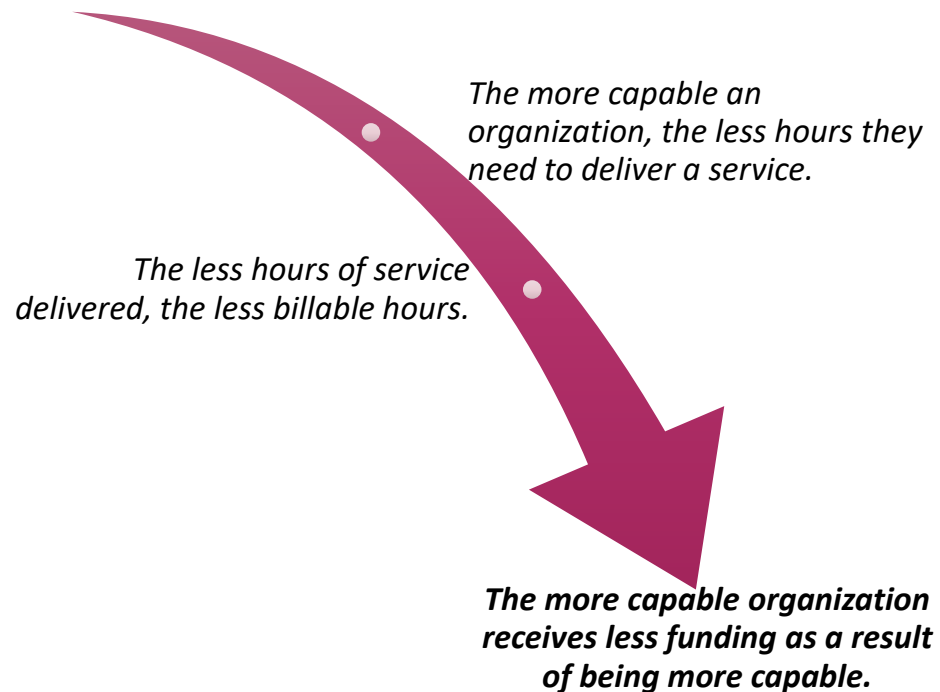 The more capable an
organization, the less hours they
need to deliver a service.
The less hours of service
delivered, the less billable hours.
The more capable organization
receives less funding as a result
of being more capable.